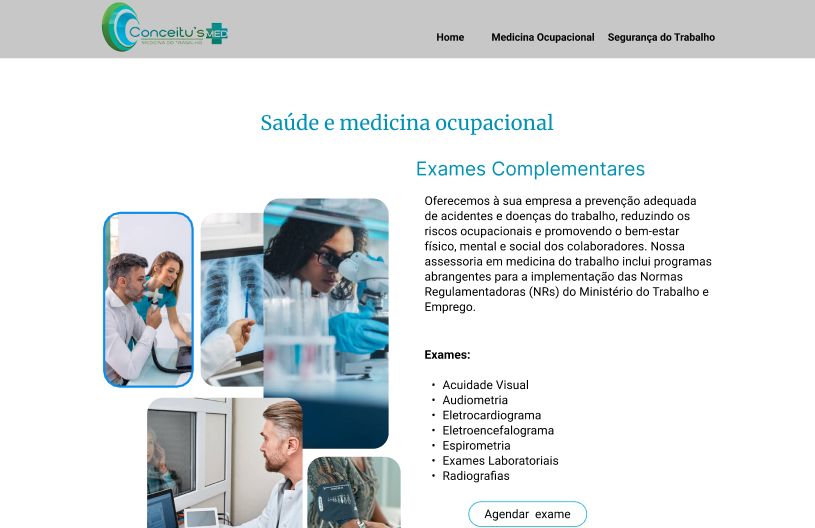 Conceitu's MED
MEDICINA DO TRABALHO
Home Medicina Ocupacional Segurança do Trabalho
Saúde e medicina ocupacional
Exames Complementares
Oferecemos à sua empresa a prevenção adequada
de acidentes e doenças do trabalho, reduzindo os
riscos ocupacionais e promovendo o bem-estar
físico, mental e social dos colaboradores. Nossa
assessoria em medicina do trabalho inclui programas
abrangentes para a implementação das Normas
Regulamentadoras (NRs) do Ministério do Trabalho e
Emprego.
Exames:
• Acuidade Visual
• Audiometria
• Eletrocardiograma
• Eletroencefalograma
• Espirometria
• Exames Laboratoriais
• Radiografias
Agendar exame